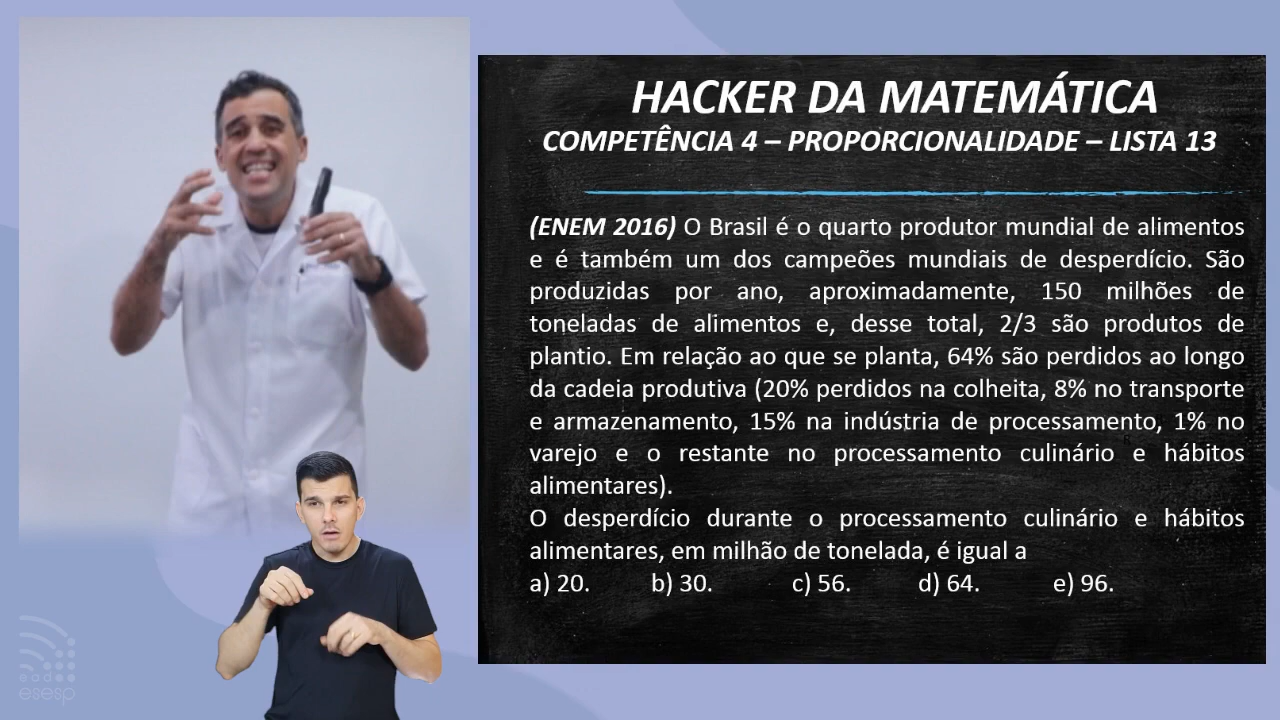 HACKER DA MATEMÁTICA
COMPETÊNCIA 4 – PROPORCIONALIDADE – LISTA 13
(ENEM 2016) O Brasil é o quarto produtor mundial de alimentos
e é também um dos campeões mundiais de desperdício. São
produzidas por ano, aproximadamente, 150 milhões de
toneladas de alimentos e, desse total, 2/3 são produtos de
plantio. Em relação ao que se planta, 64% são perdidos ao longo
da cadeia produtiva (20% perdidos na colheita, 8% no transporte
e armazenamento, 15% na indústria de processamento, 1% no
varejo e o restante no processamento culinário e hábitos
alimentares).
O desperdício durante o processamento culinário e hábitos
alimentares, em milhão de tonelada, é igual a
a) 20. b) 30. c) 56. d) 64. e) 96.
ead
esesp